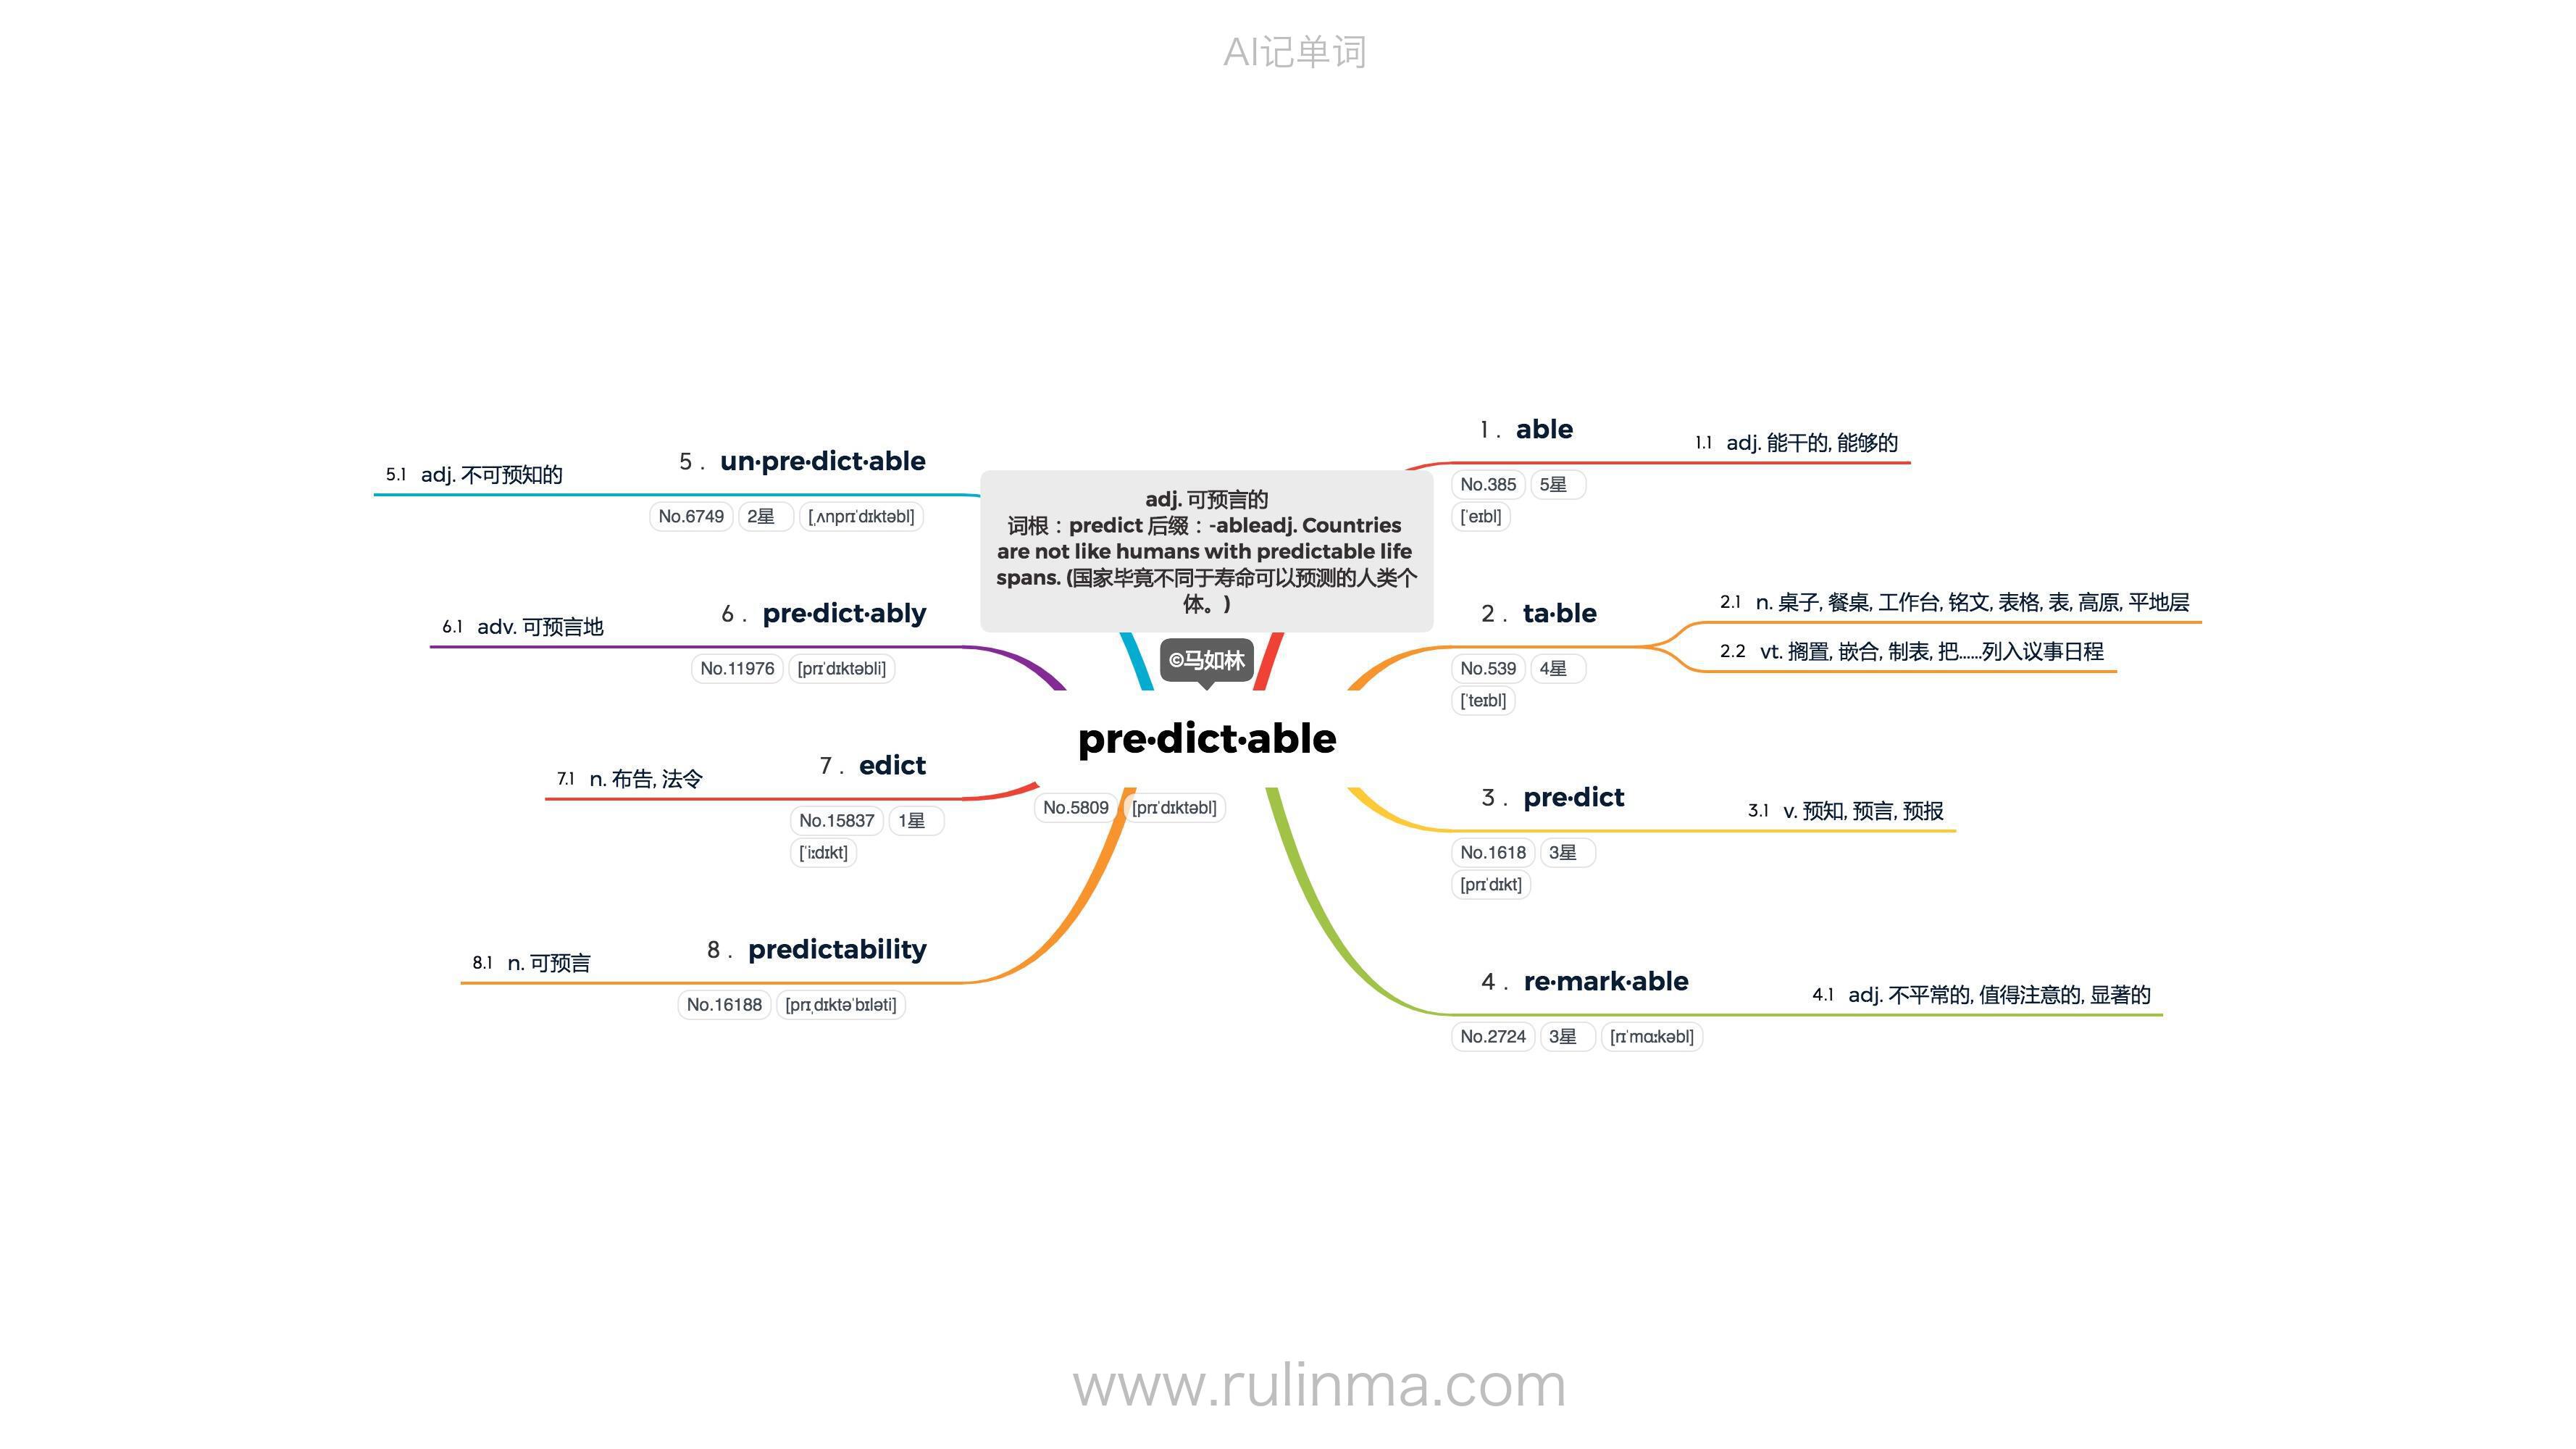 AI记单词
adj. 可预言的
词根：predict 后缀：-ableadj. Countries
are not like humans with predictable life
spans. (国家毕竟不同于寿命可以预测的人类个
体。)
©马如林
pre·dict·able
No.5809 [prɪˈdɪktəbl]
1 . able
No.385 5星
[ˈeɪbl]
1.1 adj. 能干的, 能够的
2 . ta·ble
No.539 4星
[ˈteɪbl]
2.1 n. 桌子, 餐桌, 工作台, 铭文, 表格, 表, 高原, 平地层
2.2 vt. 搁置, 嵌合, 制表, 把......列入议事日程
3 . pre·dict
No.1618 3星
[prɪˈdɪkt]
3.1 v. 预知, 预言, 预报
4 . re·mark·able
No.2724 3星 [rɪˈmɑːkəbl]
4.1 adj. 不平常的, 值得注意的, 显著的
5 . un·pre·dict·able
No.6749 2星 [ˌʌnprɪˈdɪktəbl]
5.1 adj. 不可预知的
6 . pre·dict·ably
No.11976 [prɪˈdɪktəbli]
6.1 adv. 可预言地
7 . edict
No.15837 1星
[ˈiːdɪkt]
7.1 n. 布告, 法令
8 . predictability
No.16188 [prɪˌdɪktəˈbɪləti]
8.1 n. 可预言
www.rulinma.com